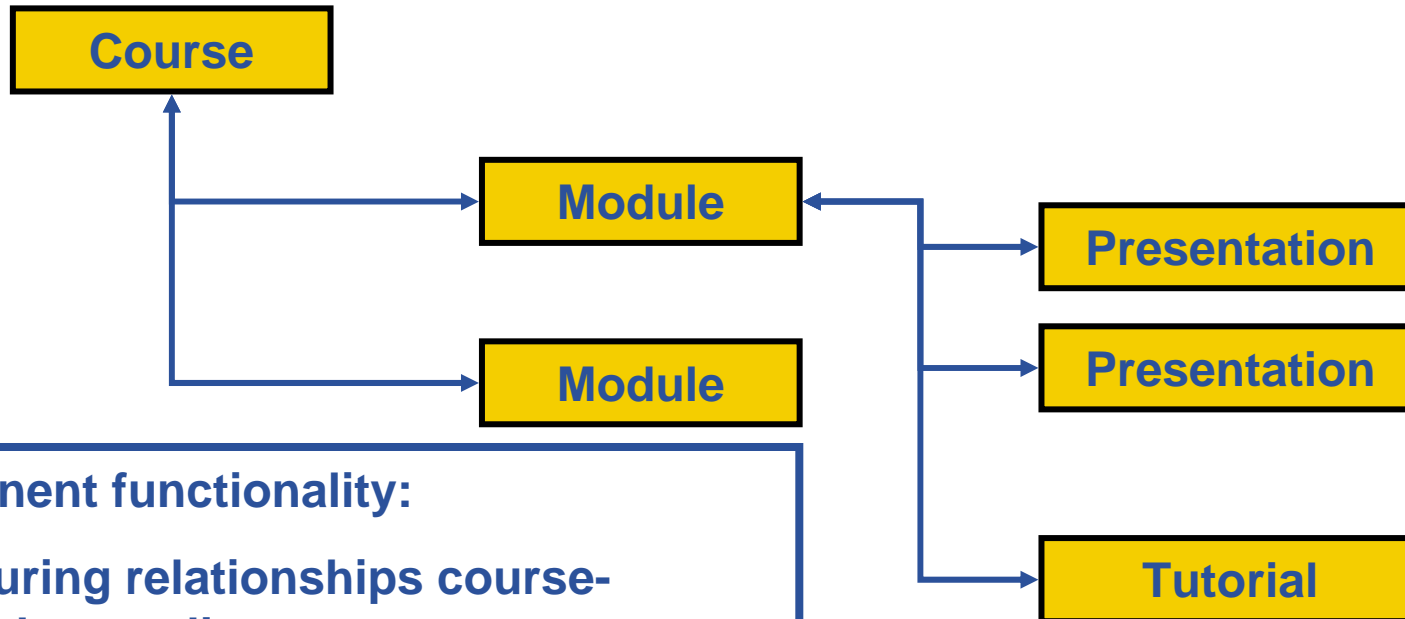 Course
Module
Presentation
Presentation
Module
nent functionality:
uring relationships course-
Tutorial